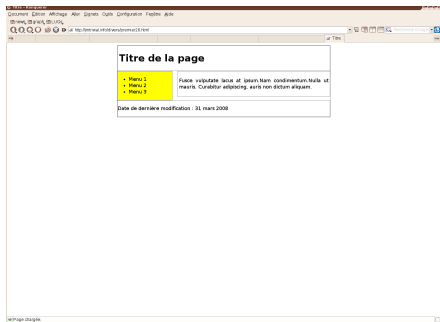 Titre - Konqueror
Document Édition Affichage Aller Signets Outils Configuration Fenêtre Aide
Titre
Titre de la page
Menu 1
Menu 2
Menu 3
Fusce vulputate lacus at ipsum.Nam condimentum.Nulla ut
mauris. Curabitur adipiscing, auris non dictum aliquam.
Date de dernière modification : 31 mars 2008
Page chargée.